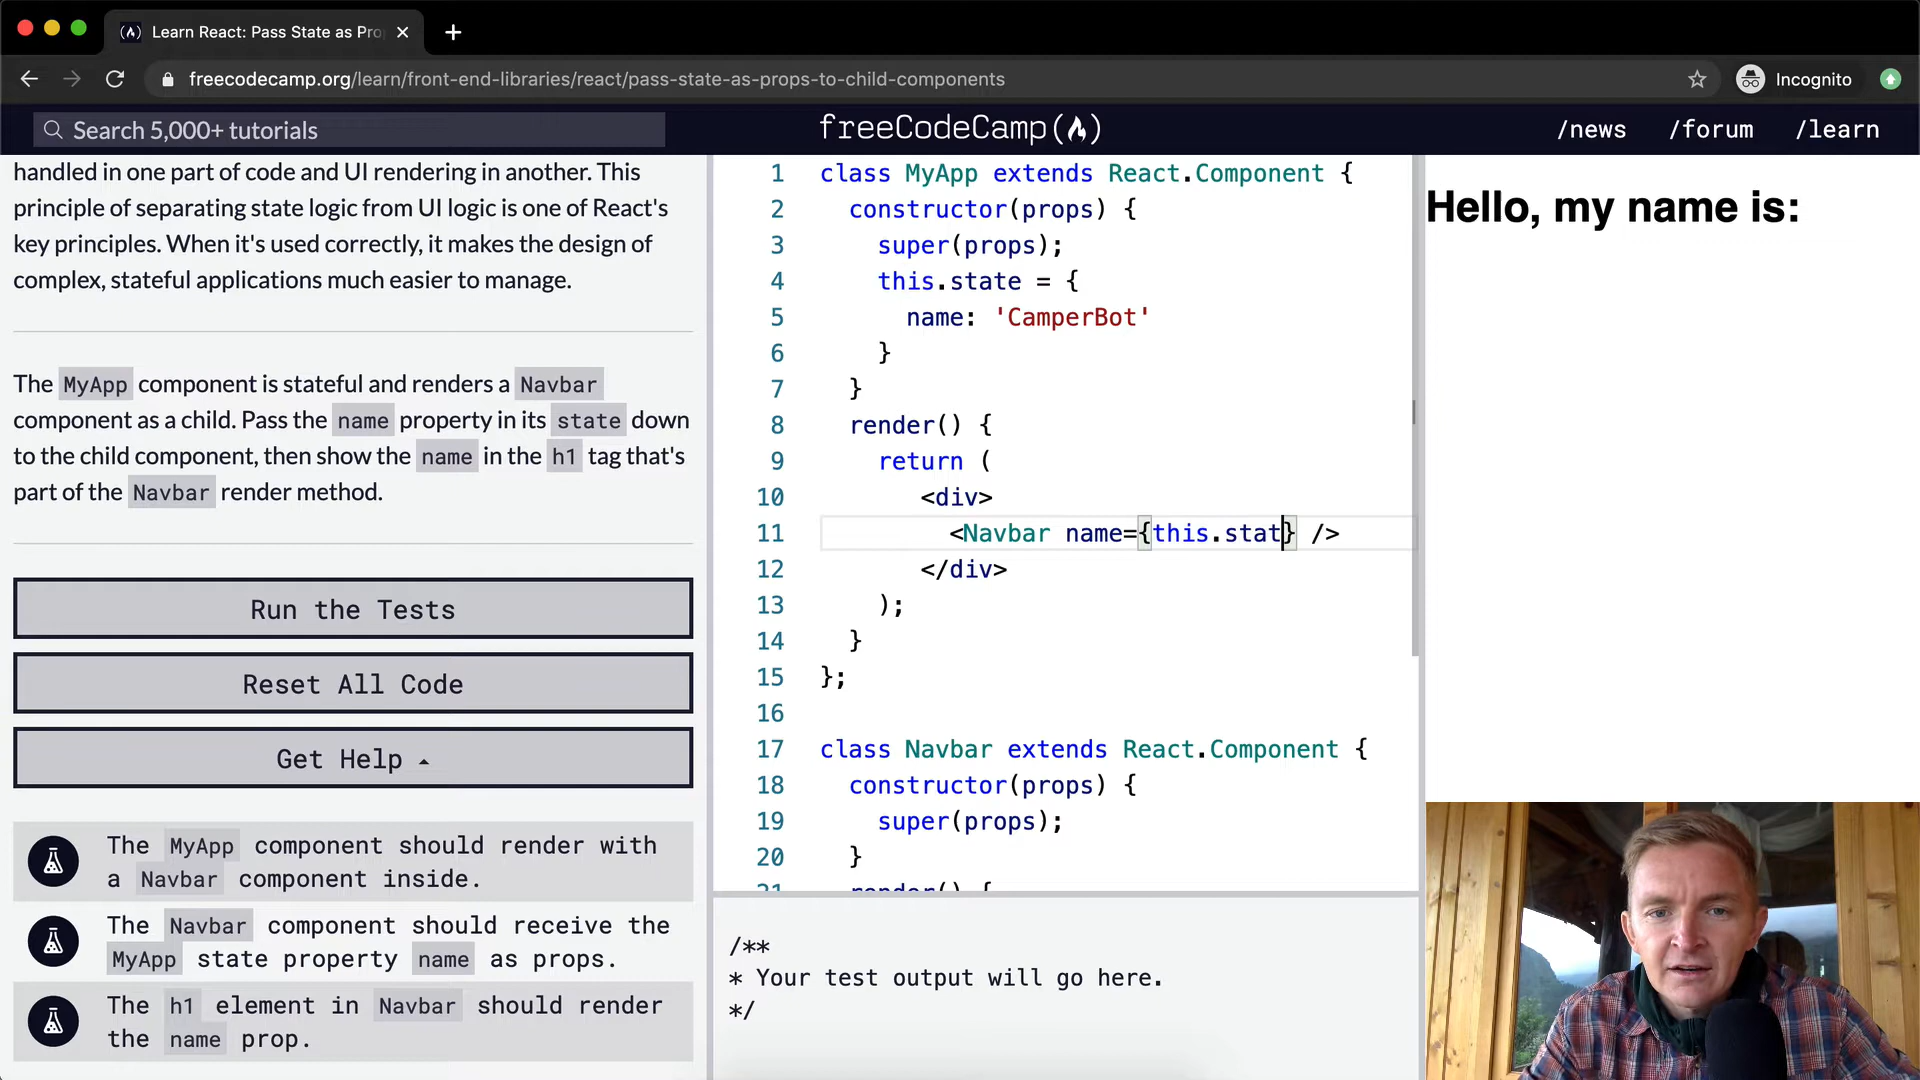 Learn React: Pass State as Pro
freecodecamp.org/learn/front-end-libraries/react/pass-state-as-props-to-child-components
Incognito
Search 5,000+ tutorials
freeCodeCamp
/news /forum /learn
handled in one part of code and UI rendering in another. This
principle of separating state logic from UI logic is one of React's
key principles. When it's used correctly, it makes the design of
complex, stateful applications much easier to manage.
The MyApp component is stateful and renders a Navbar
component as a child. Pass the name property in its state down
to the child component, then show the name in the h1 tag that's
part of the Navbar render method.
Run the Tests
Reset All Code
Get Help
The MyApp component should render with
a Navbar component inside.
The Navbar component should receive the
MyApp state property name as props.
The h1 element in Navbar should render
the name prop.
1 class MyApp extends React.Component {
2 constructor(props) {
3 super(props);
4 this.state = {
5 name: 'CamperBot'
6 }
7 }
8 render() {
9 return (
10 <div>
11 <Navbar name={this.stat} />
12 </div>
13 );
14 }
15 };
16
17 class Navbar extends React.Component {
18 constructor(props) {
19 super(props);
20 }
21 render() {
/**
* Your test output will go here.
*/
Hello, my name is: